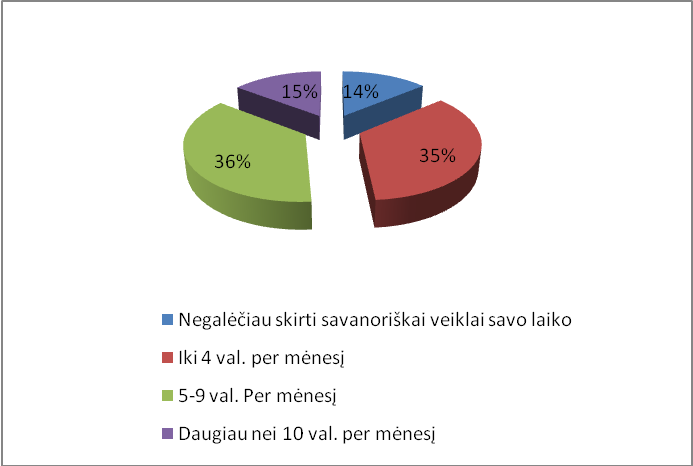 15%
14%
36%
35%
Negalėčiau skirti savanoriškai veiklai savo laiko
Iki 4 val. per mėnesį
5-9 val. Per mėnesį
Daugiau nei 10 val. per mėnesį